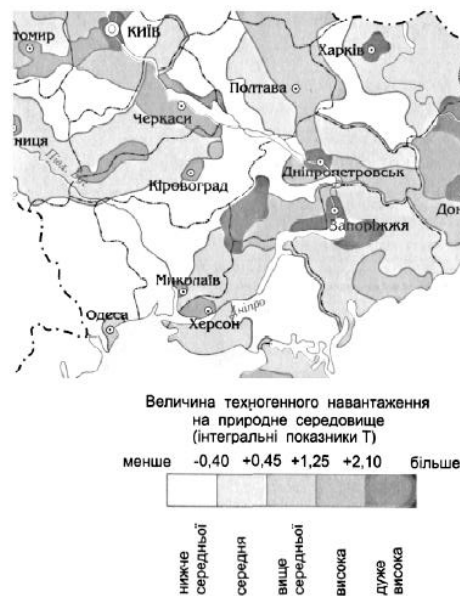 томир
КИЇВ
Харків
Полтава
Черкаси
ниця
Півд.
Кіровоград
Дніпропетровськ
Дон
Запоріжжя
Миколаїв
Дніпро
Одеса
Херсон
Величина техногенного навантаження
на природне середовище
(інтегральні показники Т)
менше -0,40 +0,45 +1,25 +2,10 більше
нижче середньої
середня
вище середньої
висока
дуже висока